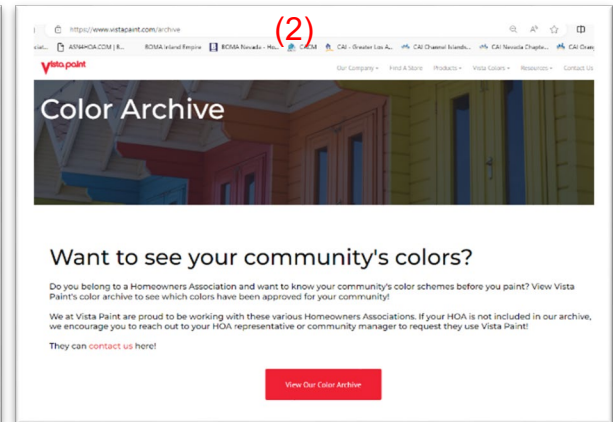 (2)
https://www.vistapaint.com/archive
BOMA Inland Empire BOMA Nevada - Ho... CACM CAI - Greater Los A... CAI Channel Islands... CAI Nevada Chapte... CAI Oran
vista paint
Our Company Find A Store Products Vista Colors Resources Contact Us
Color Archive
Want to see your community's colors?
Do you belong to a Homeowners Association and want to know your community's color schemes before you paint? View Vista
Paint's color archive to see which colors have been approved for your community!
We at Vista Paint are proud to be working with these various Homeowners Associations. If your HOA is not included in our archive,
we encourage you to reach out to your HOA representative or community manager to request they use Vista Paint!
They can contact us here!
View Our Color Archive